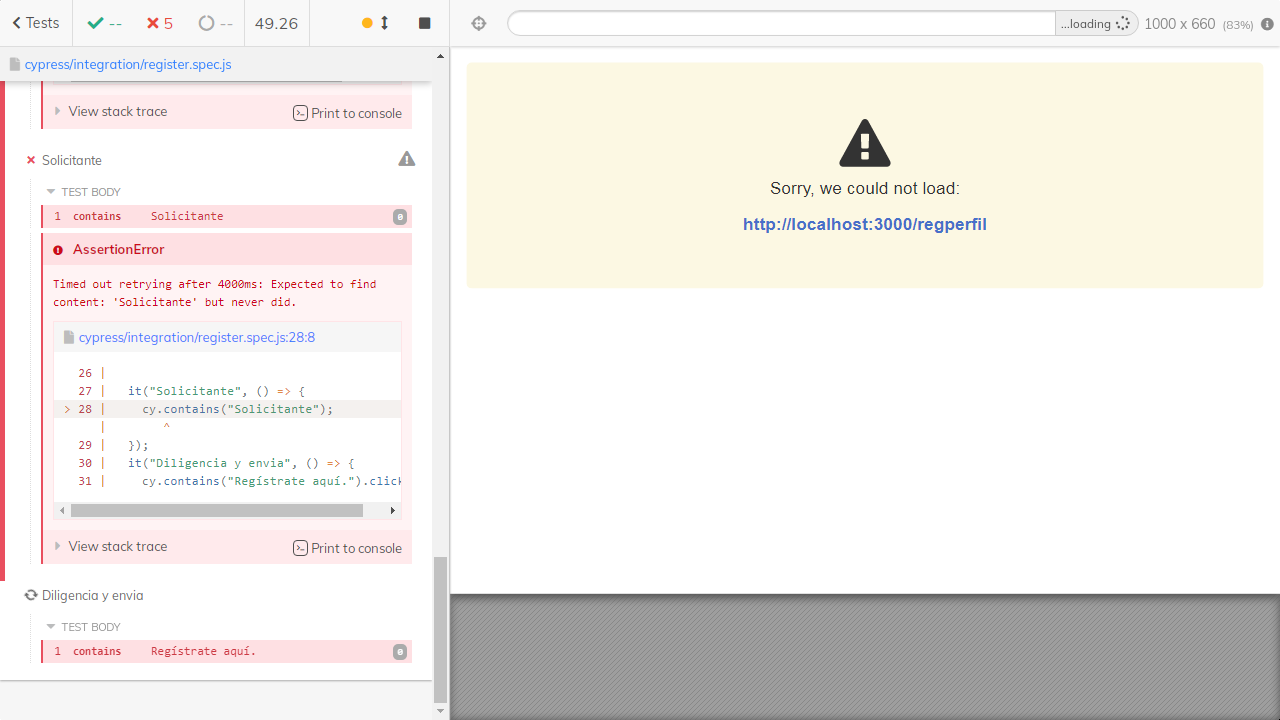 Tests
--
5
--
49.26
...loading
1000 x 660 (83%)
cypress/integration/register.spec.js
View stack trace
Print to console
Solicitante
TEST BODY
1 contains Solicitante 0
AssertionError
Timed out retrying after 4000ms: Expected to find
content: 'Solicitante' but never did.
cypress/integration/register.spec.js:28:8
26 |
27 | it("Solicitante", () => {
> 28 | cy.contains("Solicitante");
| ^
29 | });
30 | it("Diligencia y envia", () => {
31 | cy.contains("Regístrate aquí.").click
View stack trace
Print to console
Diligencia y envia
TEST BODY
1 contains Regístrate aquí. 0
Sorry, we could not load:
http://localhost:3000/regperfil